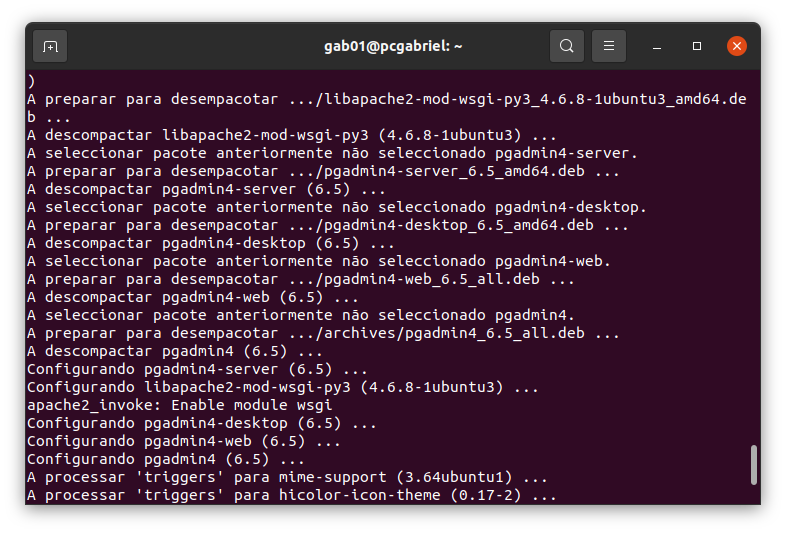 gab01@pcgabriel: ~
)
A preparar para desempacotar .../libapache2-mod-wsgi-py3_4.6.8-1ubuntu3_amd64.de
b ...
A descompactar libapache2-mod-wsgi-py3 (4.6.8-1ubuntu3) ...
A seleccionar pacote anteriormente não seleccionado pgadmin4-server.
A preparar para desempacotar .../pgadmin4-server_6.5_amd64.deb ...
A descompactar pgadmin4-server (6.5) ...
A seleccionar pacote anteriormente não seleccionado pgadmin4-desktop.
A preparar para desempacotar .../pgadmin4-desktop_6.5_amd64.deb ...
A descompactar pgadmin4-desktop (6.5) ...
A seleccionar pacote anteriormente não seleccionado pgadmin4-web.
A preparar para desempacotar .../pgadmin4-web_6.5_all.deb ...
A descompactar pgadmin4-web (6.5) ...
A seleccionar pacote anteriormente não seleccionado pgadmin4.
A preparar para desempacotar .../archives/pgadmin4_6.5_all.deb ...
A descompactar pgadmin4 (6.5) ...
Configurando pgadmin4-server (6.5) ...
Configurando libapache2-mod-wsgi-py3 (4.6.8-1ubuntu3) ...
apache2_invoke: Enable module wsgi
Configurando pgadmin4-desktop (6.5) ...
Configurando pgadmin4-web (6.5) ...
Configurando pgadmin4 (6.5) ...
A processar 'triggers' para mime-support (3.64ubuntu1) ...
A processar 'triggers' para hicolor-icon-theme (0.17-2) ...